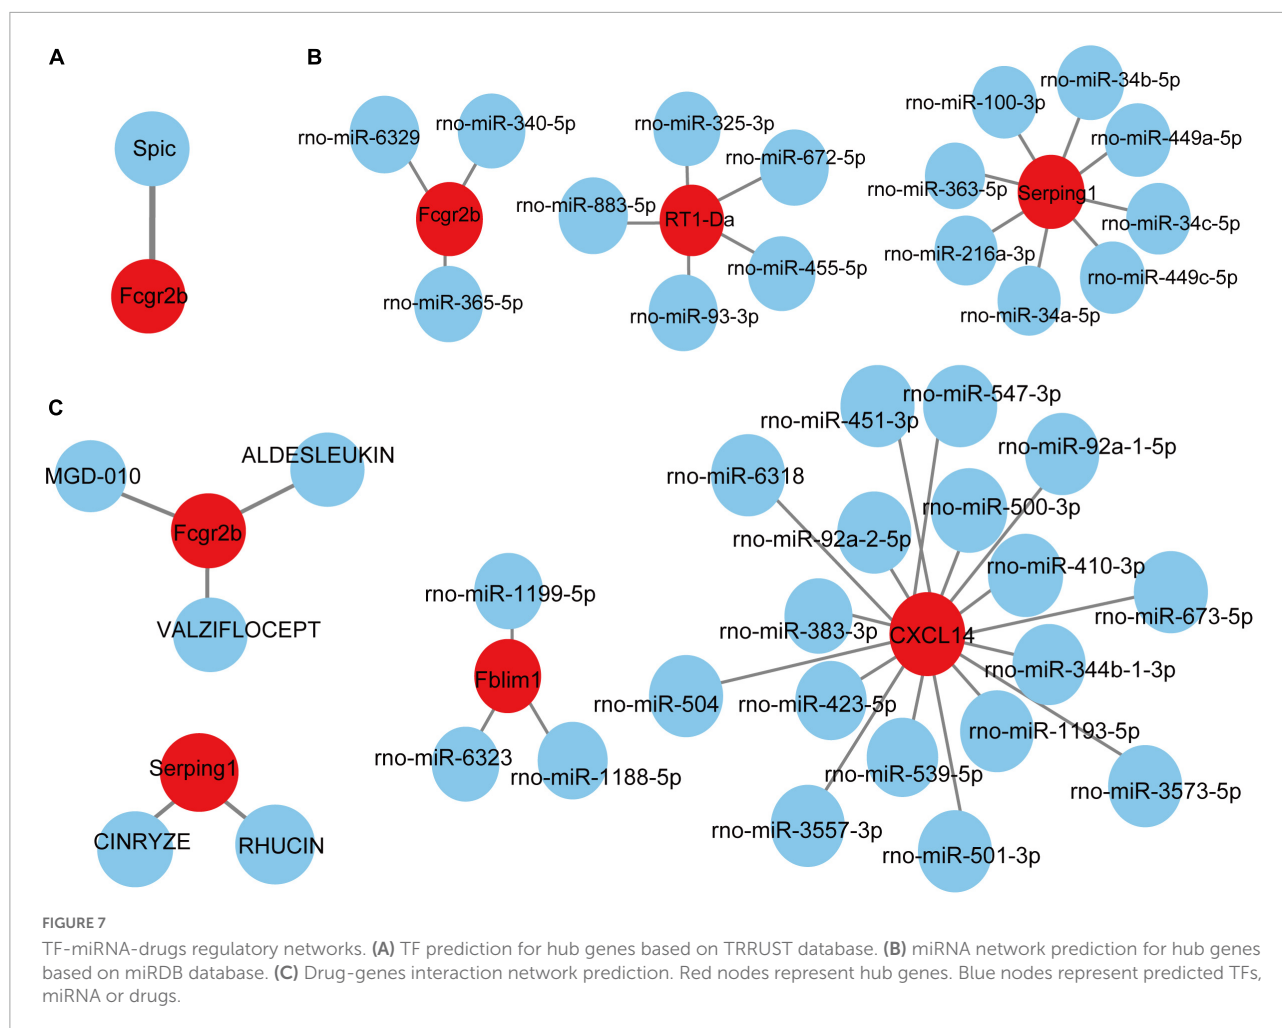 A
Spic
Fcgr2b
B
rno-miR-6329
rno-miR-340-5p
Fcgr2b
rno-miR-365-5p
rno-miR-325-3p
rno-miR-672-5p
rno-miR-883-5p
RT1-Da
rno-miR-455-5p
rno-miR-93-3p
rno-miR-34b-5p
rno-miR-100-3p
rno-miR-449a-5p
rno-miR-363-5p
Serping1
rno-miR-34c-5p
rno-miR-216a-3p
rno-miR-449c-5p
rno-miR-34a-5p
C
ALDESLEUKIN
MGD-010
Fcgr2b
VALZIFLOCEPT
Serping1
CINRYZE
RHUCIN
rno-miR-1199-5p
Fblim1
rno-miR-6323
rno-miR-1188-5p
rno-miR-547-3p
rno-miR-451-3p
rno-miR-92a-1-5p
rno-miR-6318
rno-miR-500-3p
rno-miR-92a-2-5p
rno-miR-410-3p
rno-miR-673-5p
rno-miR-383-3p
CXCL14
rno-miR-344b-1-3p
rno-miR-504
rno-miR-423-5p
rno-miR-1193-5p
rno-miR-539-5p
rno-miR-3573-5p
rno-miR-3557-3p
rno-miR-501-3p
FIGURE 7
TF-miRNA-drugs regulatory networks. (A) TF prediction for hub genes based on TRRUST database. (B) miRNA network prediction for hub genes
based on miRDB database. (C) Drug-genes interaction network prediction. Red nodes represent hub genes. Blue nodes represent predicted TFs,
miRNA or drugs.